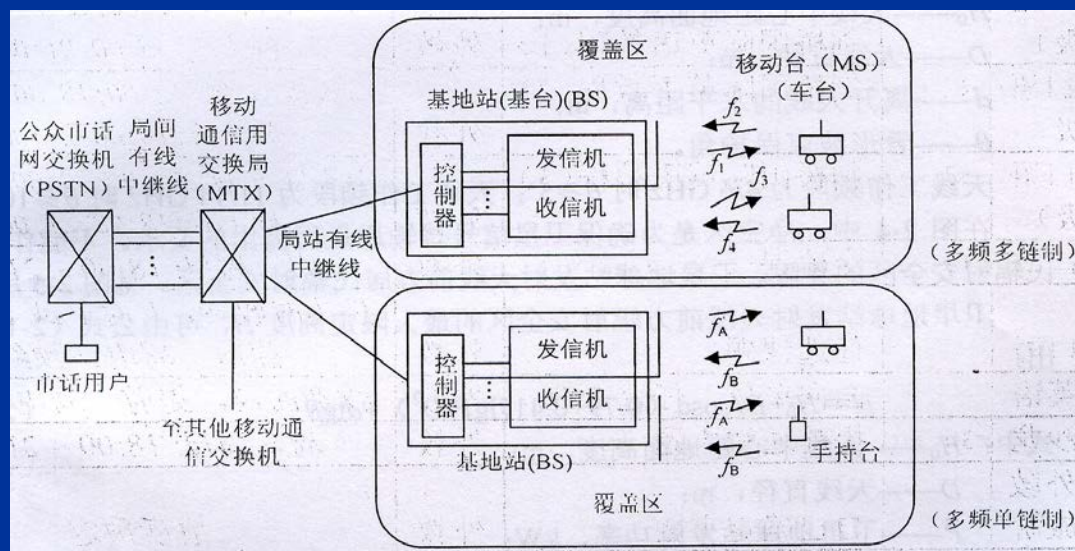 覆盖区
移动台（MS）
（车台）
基地站(基台)(BS)
公众市话
网交换机
(PSTN)
局间
有线
中继线
移动
通信用
交换局
(MTX)
控制器
发信机
收信机
⋮
f₂
f₁
f₃
f₄
局站有线
中继线
（多频多链制）
市话用户
至其他移动通
信交换机
控制器
发信机
收信机
⋮
基地站(BS)
f_A
f_B
f_A
f_B
手持台
覆盖区
（多频单链制）